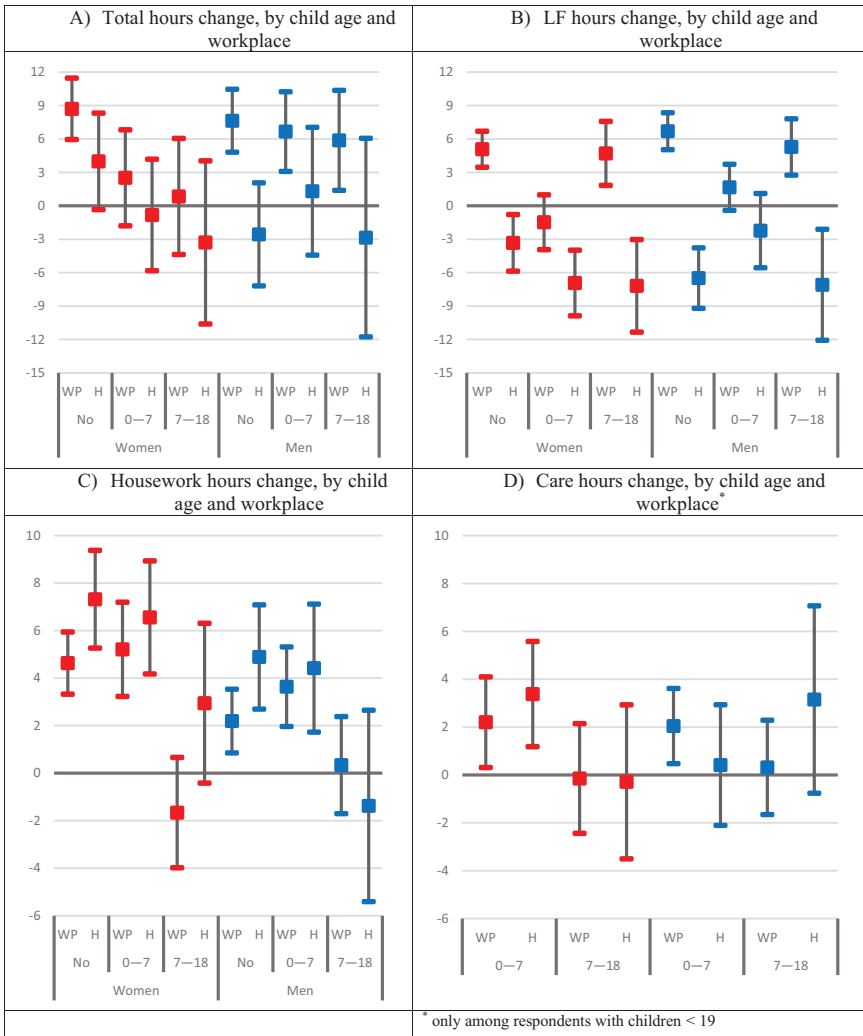 A) Total hours change, by child age and
workplace
12
9
6
3
0
-3
-6
-9
-12
-15
WP H WP H WP H WP H WP H WP H
No 0—7 7—18 No 0—7 7—18
Women Men
B) LF hours change, by child age and
workplace
12
9
6
3
0
-3
-6
-9
-12
-15
WP H WP H WP H WP H WP H WP H
No 0—7 7—18 No 0—7 7—18
Women Men
C) Housework hours change, by child
age and workplace
10
8
6
4
2
0
-2
-4
-6
WP H WP H WP H WP H WP H WP H
No 0—7 7—18 No 0—7 7—18
Women Men
D) Care hours change, by child age and
workplace*
10
8
6
4
2
0
-2
-4
-6
WP H WP H WP H WP H
0—7 7—18 0—7 7—18
* only among respondents with children < 19